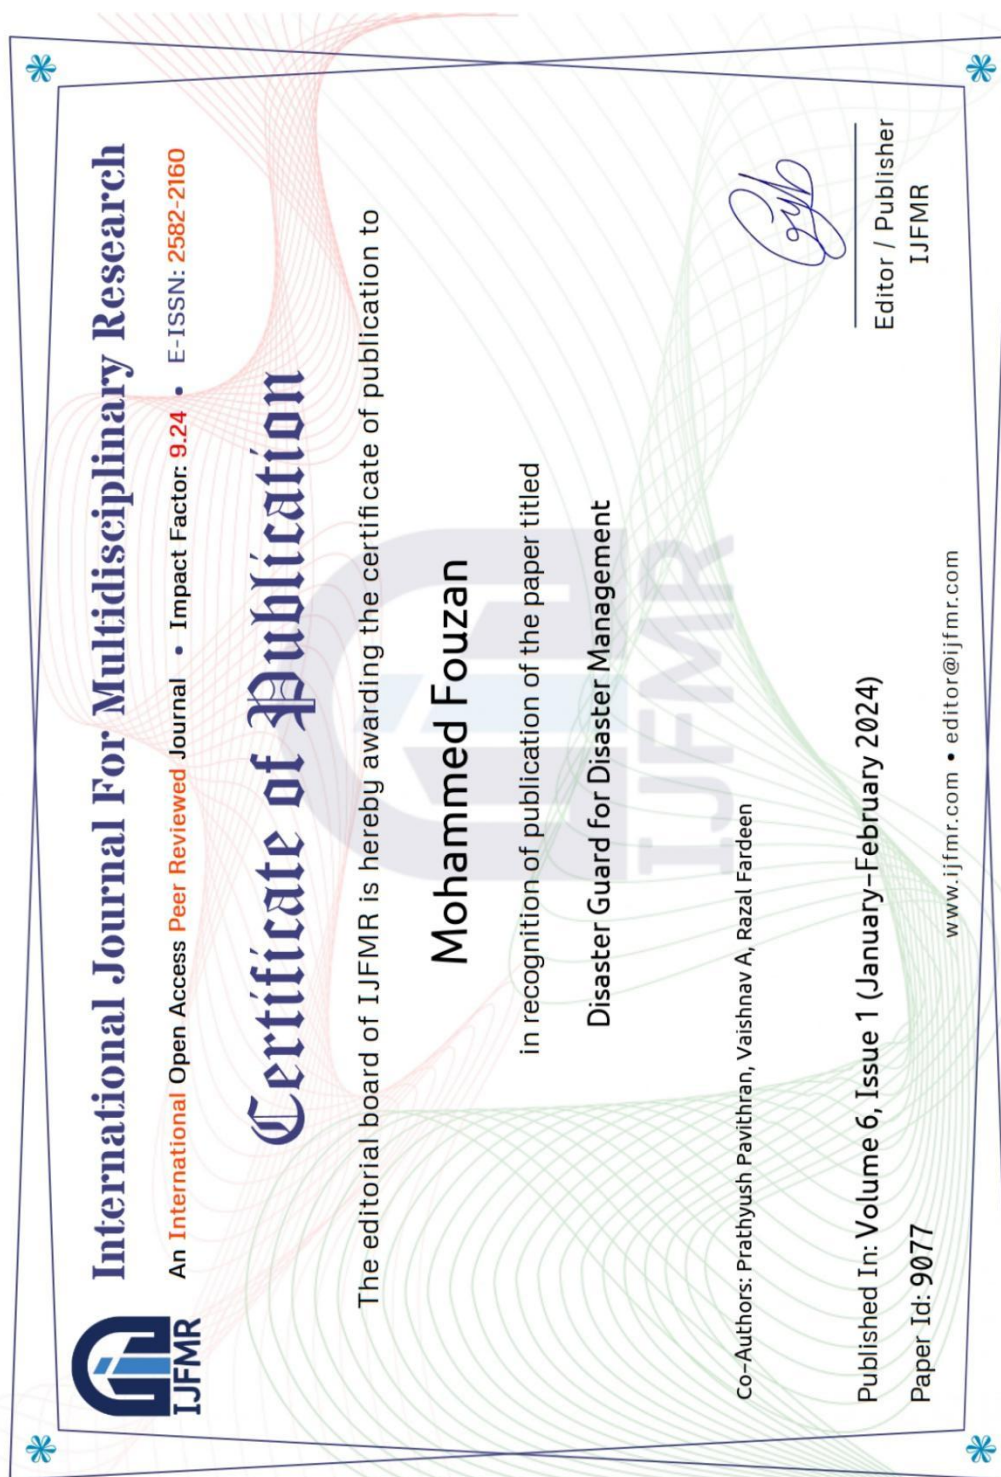 IJFMR
International Journal For Multidisciplinary Research
An International Open Access Peer Reviewed Journal • Impact Factor: 9.24 • E-ISSN: 2582-2160
Certificate of Publication
The editorial board of IJFMR is hereby awarding the certificate of publication to
Mohammed Fouzan
in recognition of publication of the paper titled
Disaster Guard for Disaster Management
IJFMR
Co-Authors: Prathyush Pavithran, Vaishnav A, Razal Fardeen
Published In: Volume 6, Issue 1 (January-February 2024)
Paper Id: 9077
Editor / Publisher
IJFMR
www.ijfmr.com • editor@ijfmr.com